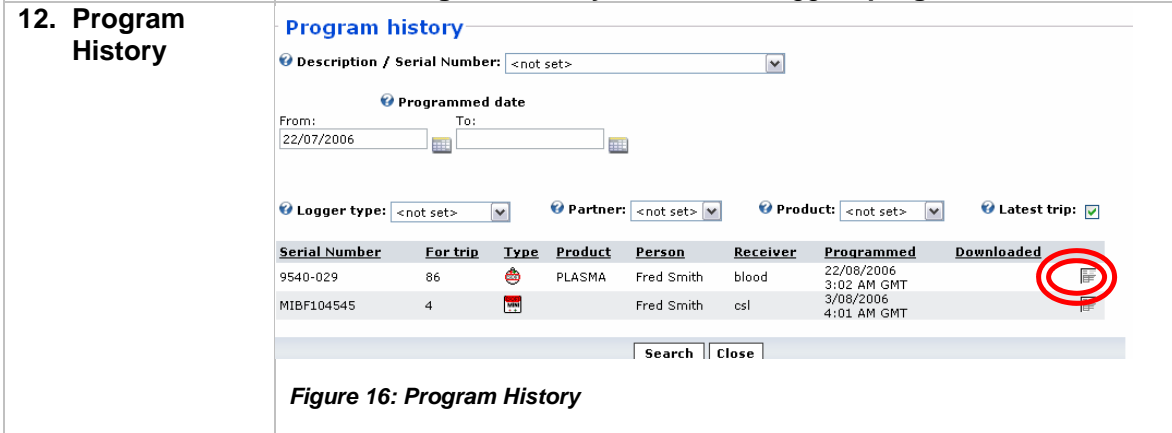 12. Program
History
Program history
Description / Serial Number: <not set>
Programmed date
From: To:
22/07/2006
Logger type: <not set> Partner: <not set> Product: <not set> Latest trip:
Serial Number For trip Type Product Person Receiver Programmed Downloaded
9540-029 86 PLASMA Fred Smith blood 22/08/2006
3:02 AM GMT
MIBF104545 4 MINI Fred Smith csl 3/08/2006
4:01 AM GMT
Search Close
Figure 16: Program History